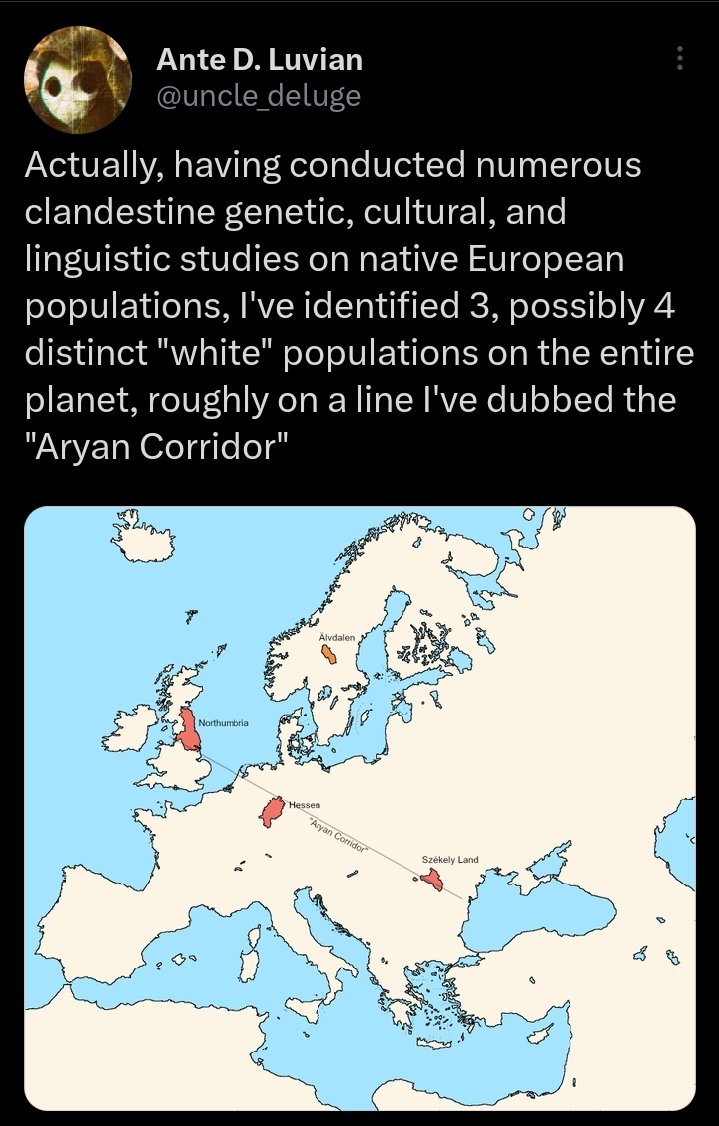 Ante D. Luvian
@uncle_deluge
Actually, having conducted numerous
clandestine genetic, cultural, and
linguistic studies on native European
populations, I've identified 3, possibly 4
distinct "white" populations on the entire
planet, roughly on a line I've dubbed the
"Aryan Corridor"
Älvdalen
Northumbria
Hessen
"Aryan Corridor"
Székely Land